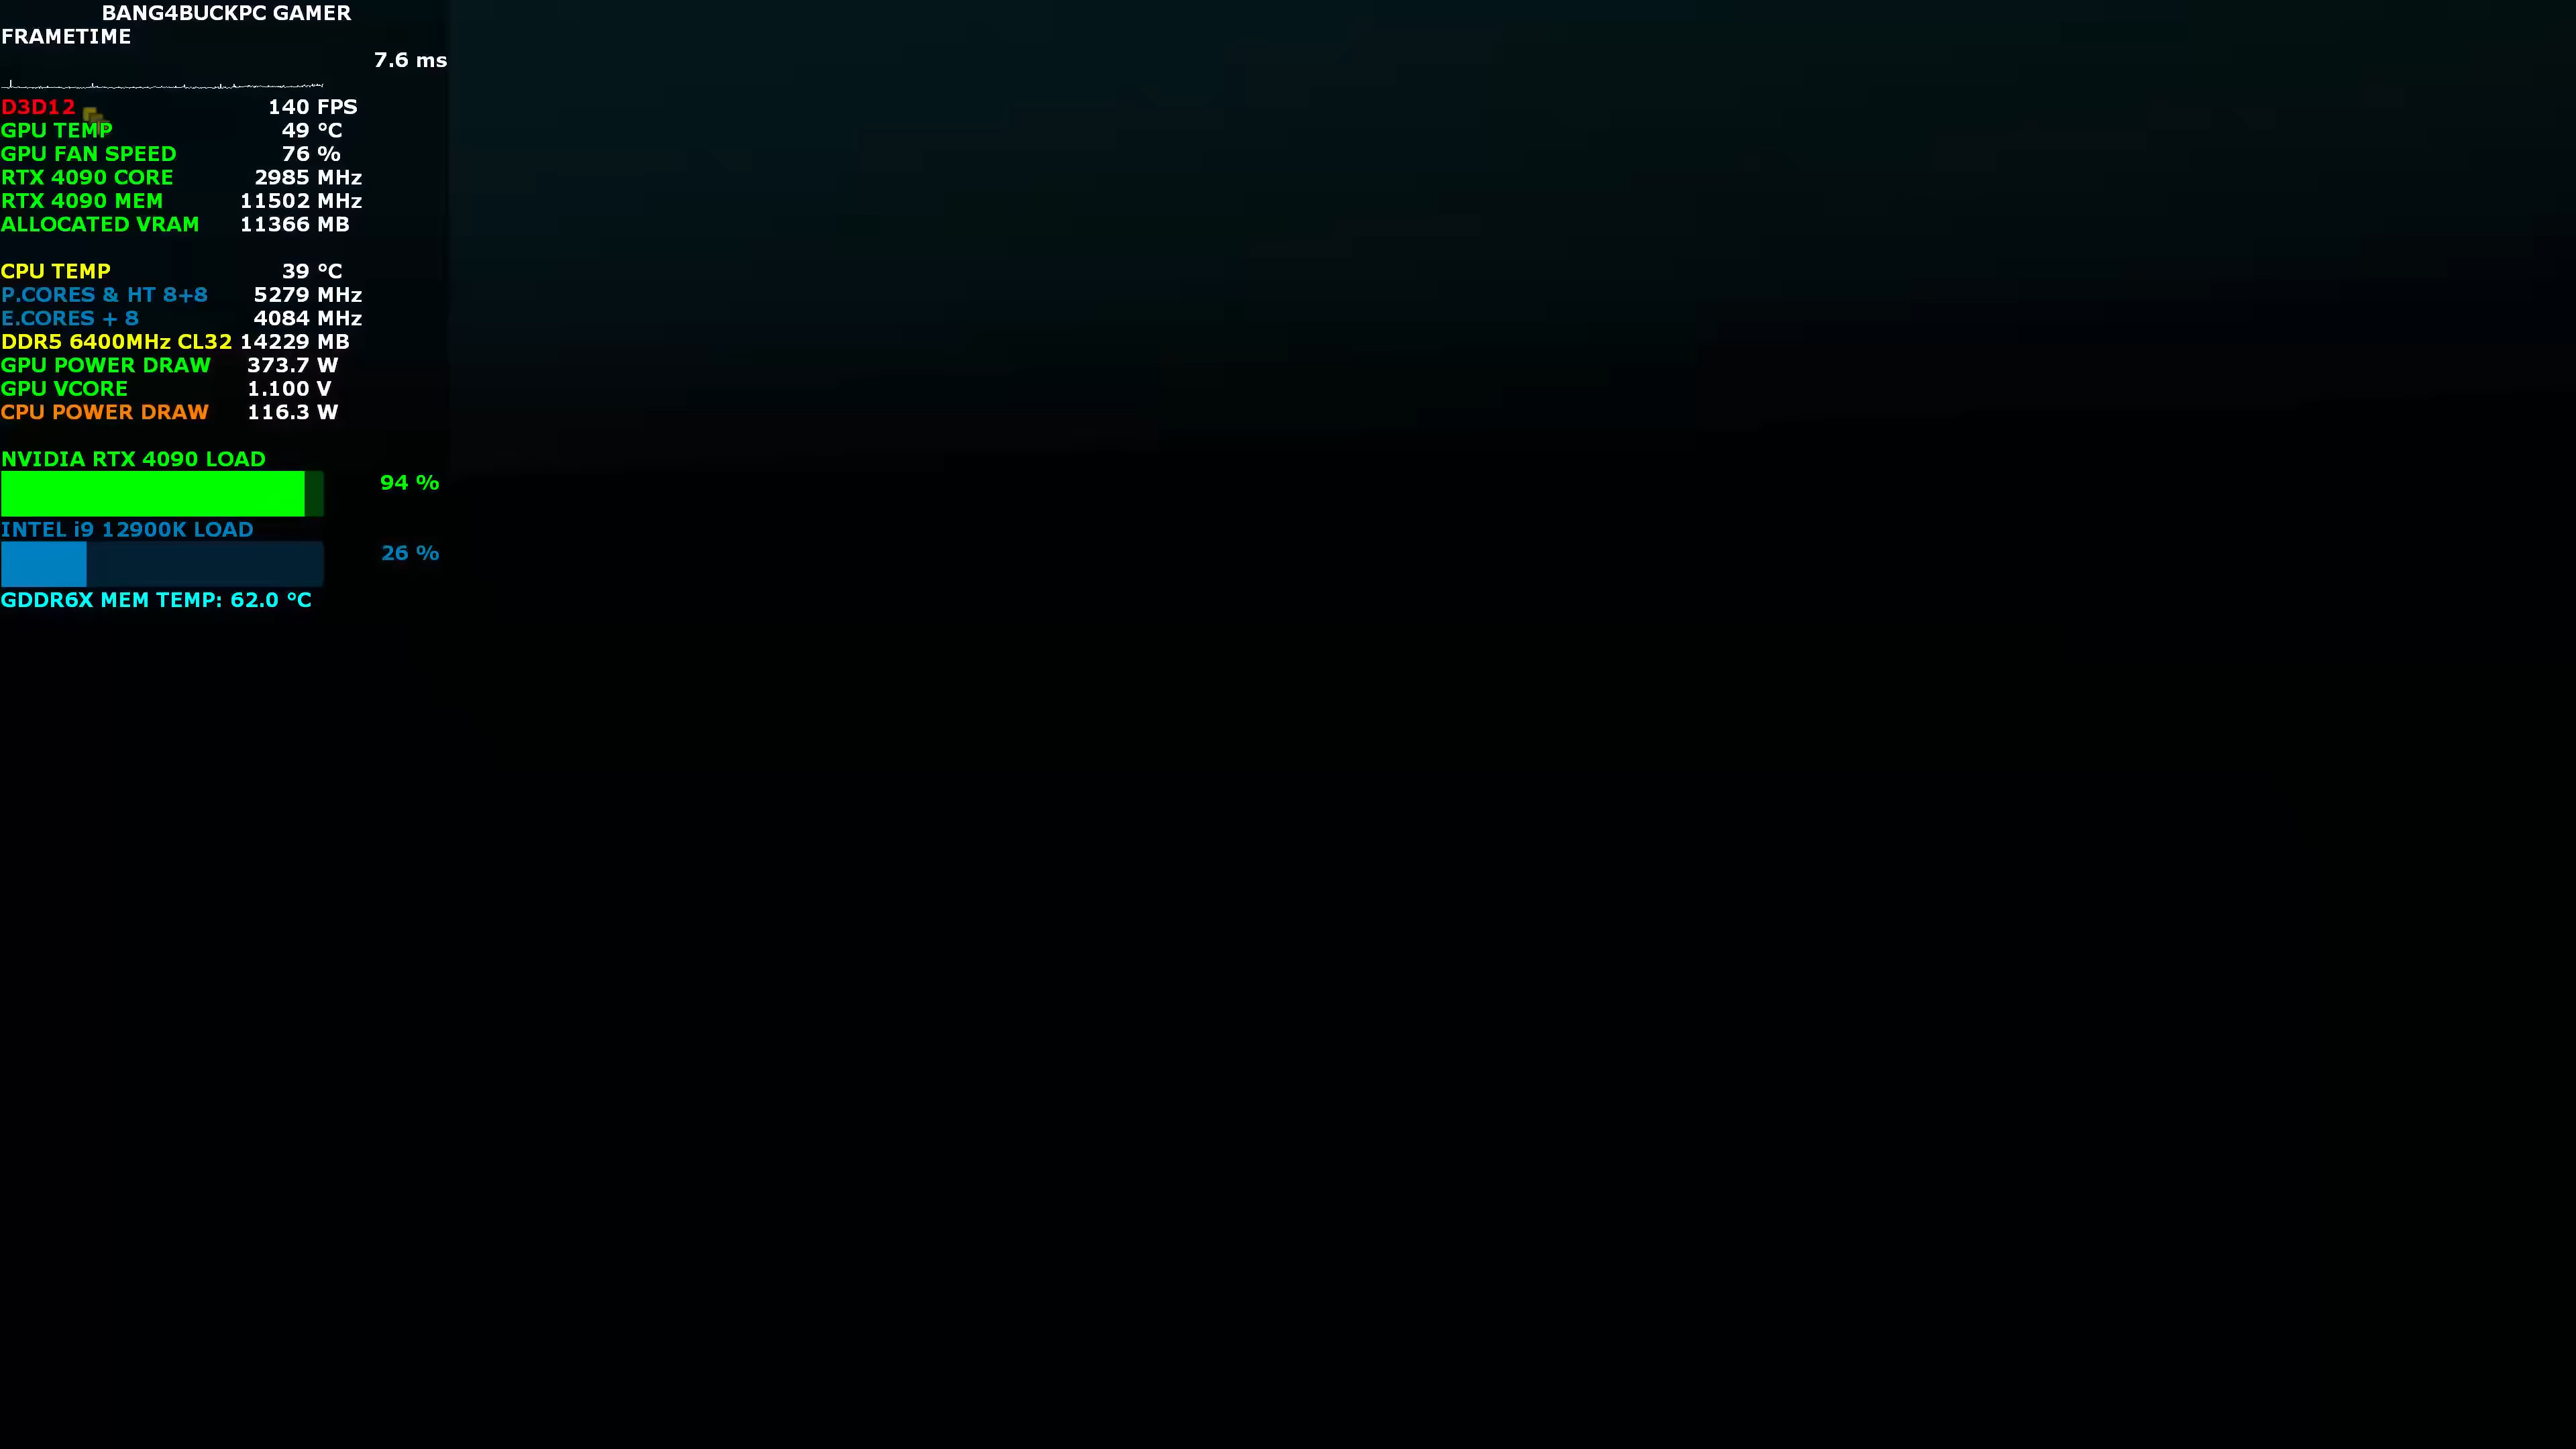 BANG4BUCKPC GAMER
FRAMETIME
7.6 ms
D3D12 140 FPS
GPU TEMP 49 °C
GPU FAN SPEED 76 %
RTX 4090 CORE 2985 MHz
RTX 4090 MEM 11502 MHz
ALLOCATED VRAM 11366 MB
CPU TEMP 39 °C
P.CORES & HT 8+8 5279 MHz
E.CORES + 8 4084 MHz
DDR5 6400MHz CL32 14229 MB
GPU POWER DRAW 373.7 W
GPU VCORE 1.100 V
CPU POWER DRAW 116.3 W
NVIDIA RTX 4090 LOAD
94 %
INTEL i9 12900K LOAD
26 %
GDDR6X MEM TEMP: 62.0 °C